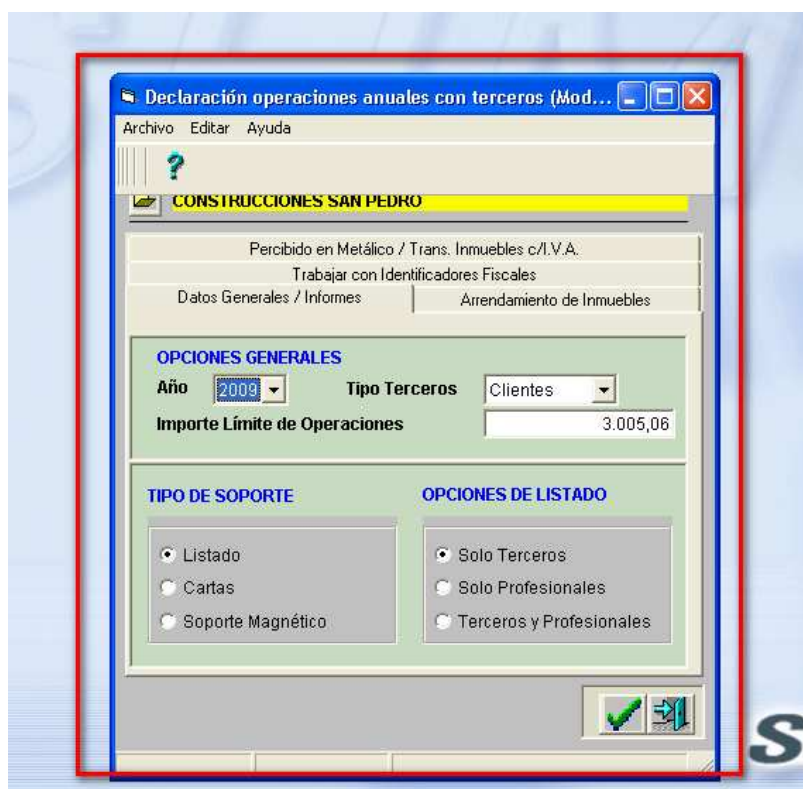 Declaración operaciones anuales con terceros (Mod...
Archivo Editar Ayuda
?
CONSTRUCCIONES SAN PEDRO
Percibido en Metálico / Trans. Inmuebles c/I.V.A.
Trabajar con Identificadores Fiscales
Datos Generales / Informes Arrendamiento de Inmuebles
OPCIONES GENERALES
Año 2009 Tipo Terceros Clientes
Importe Límite de Operaciones 3.005,06
TIPO DE SOPORTE
Listado
Cartas
Soporte Magnético
OPCIONES DE LISTADO
Solo Terceros
Solo Profesionales
Terceros y Profesionales
S